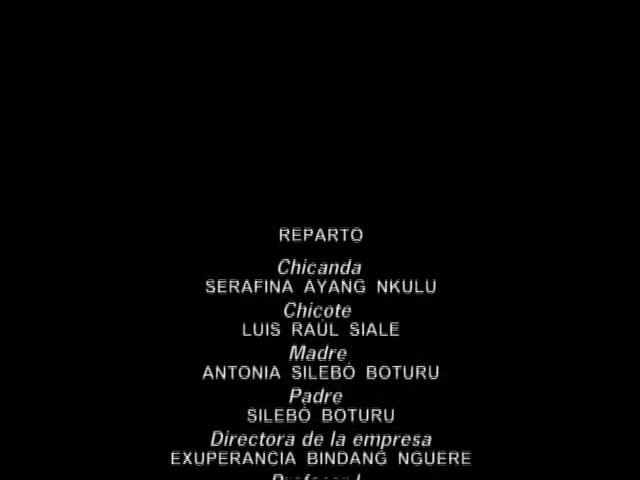 REPARTO
Chicanda
SERAFINA AYANG NKULU
Chicote
LUIS RAÚL SIALE
Madre
ANTONIA SILEBÓ BOTURU
Padre
SILEBÓ BOTURU
Directora de la empresa
EXUPERANCIA BINDANG NGUERE